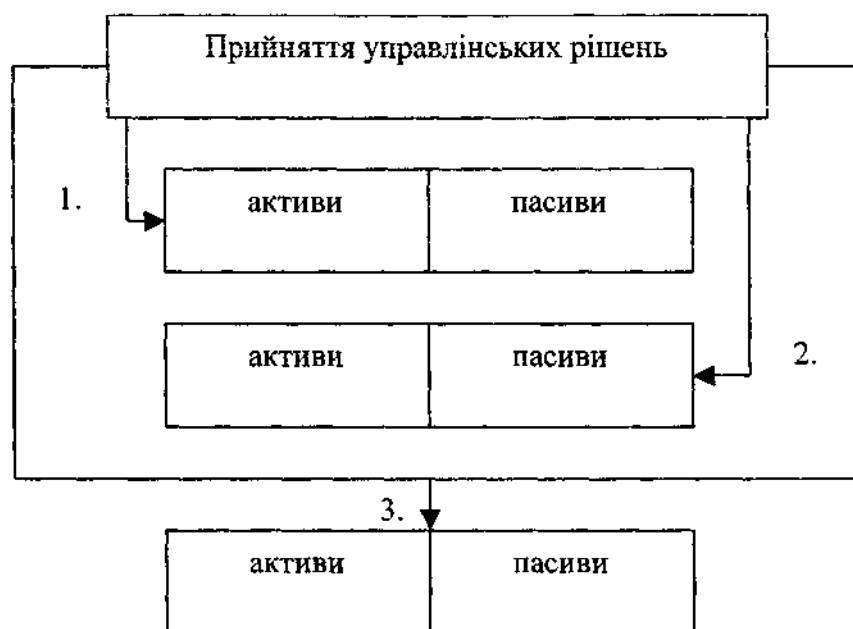 Прийняття управлінських рішень
1.
активи
пасиви
активи
пасиви
2.
3.
активи
пасиви